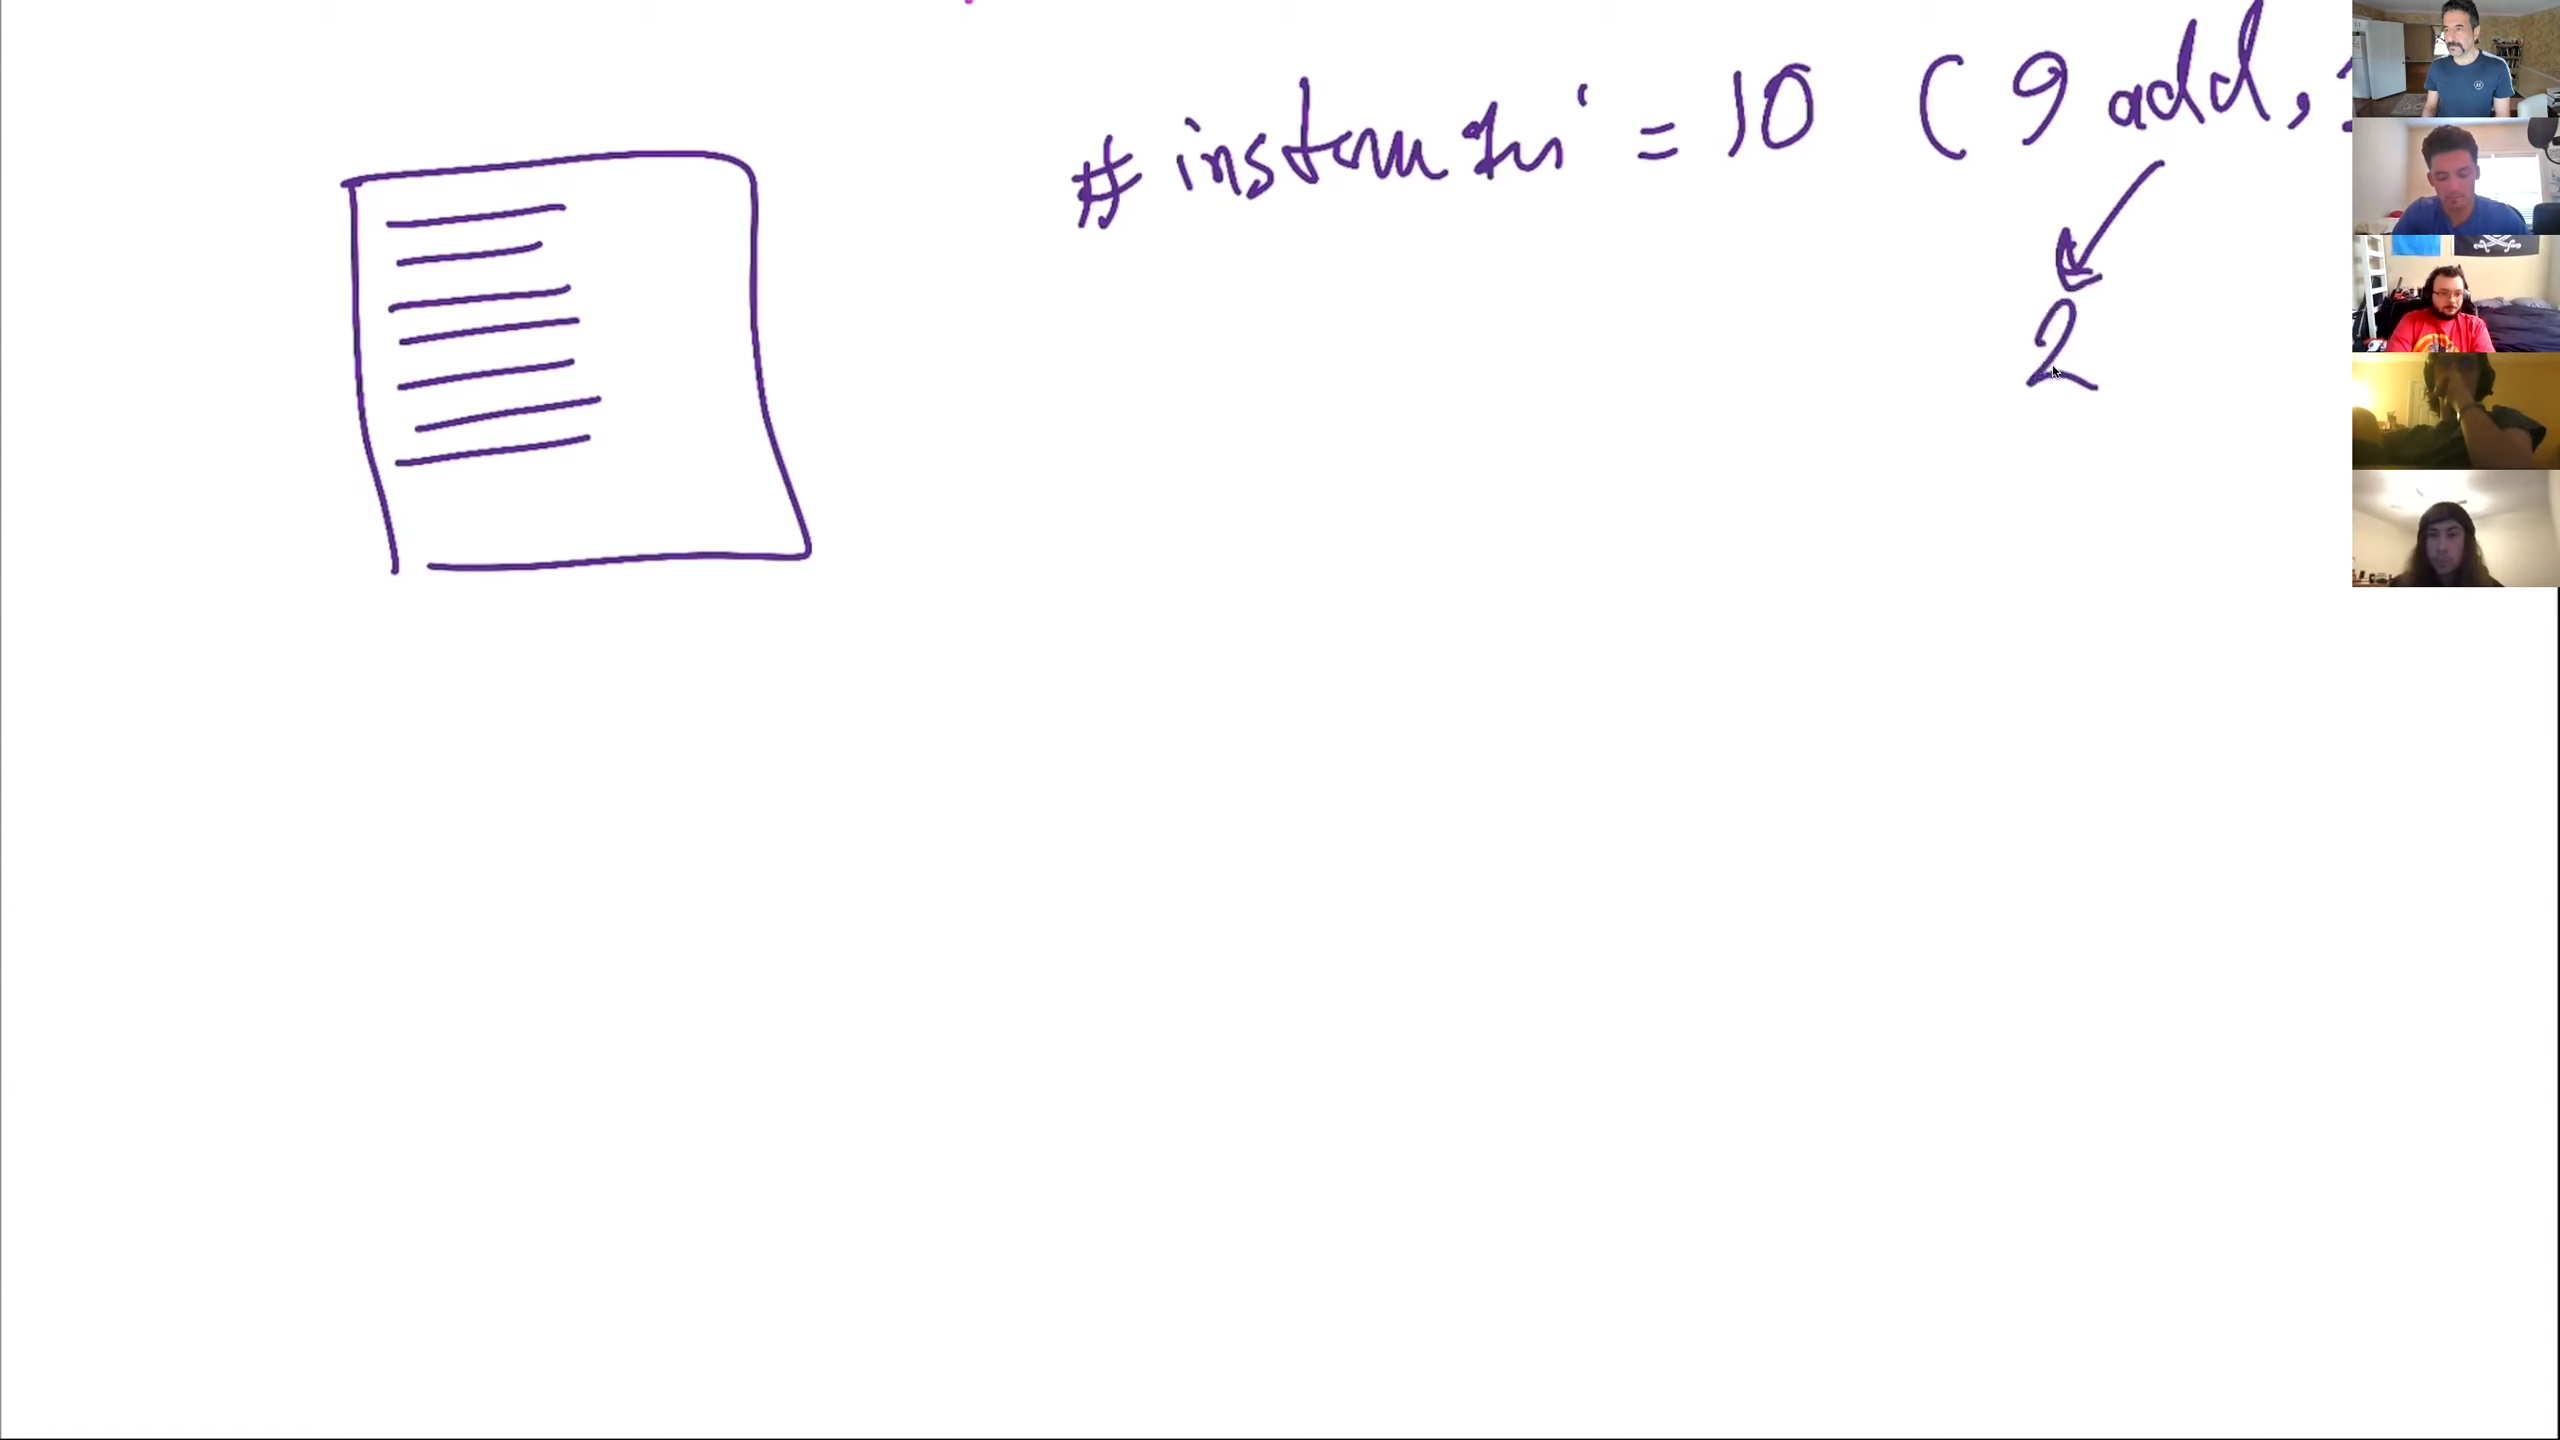 # instructions = 10 ( 9 add,
2